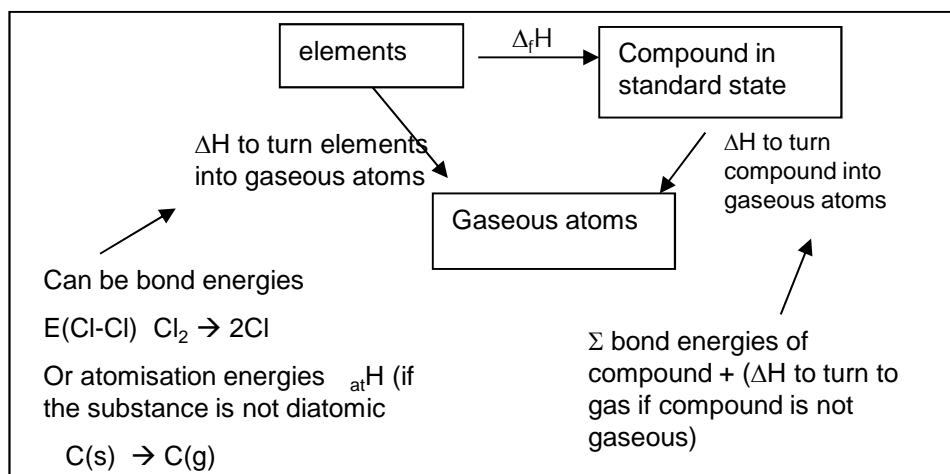 elements
Δ
fH
Compound in
standard state
ΔH to turn elements
into gaseous atoms
ΔH to turn
compound into
gaseous atoms
Gaseous atoms
Can be bond energies
E(Cl-Cl) Cl2 → 2Cl
Or atomisation energies atH (if
the substance is not diatomic
C(s) → C(g)
Σ bond energies of
compound + (ΔH to turn to
gas if compound is not
gaseous)